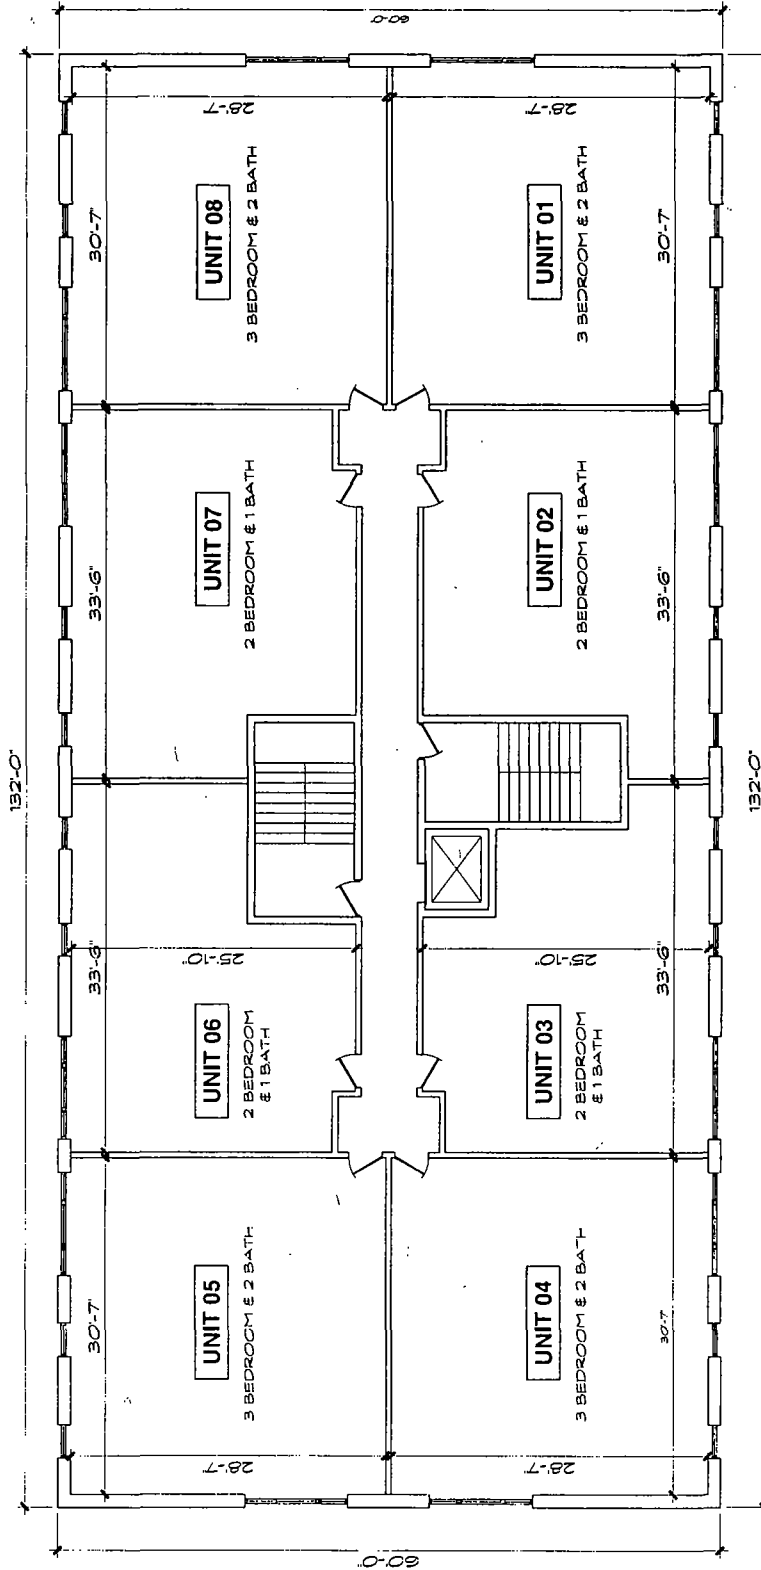 132'-0"
30'-7"
33'-6"
33'-6"
30'-7"
28'-7"
25'-10"
28'-7"
UNIT 05
3 BEDROOM & 2 BATH
UNIT 06
2 BEDROOM
& 1 BATH
UNIT 07
2 BEDROOM & 1 BATH
UNIT 08
3 BEDROOM & 2 BATH
60'-0"
60'-0"
UNIT 04
3 BEDROOM & 2 BATH
UNIT 03
2 BEDROOM
& 1 BATH
UNIT 02
2 BEDROOM & 1 BATH
UNIT 01
3 BEDROOM & 2 BATH
28'-7"
25'-10"
28'-7"
30'-7"
33'-6"
33'-6"
30'-7"
132'-0"